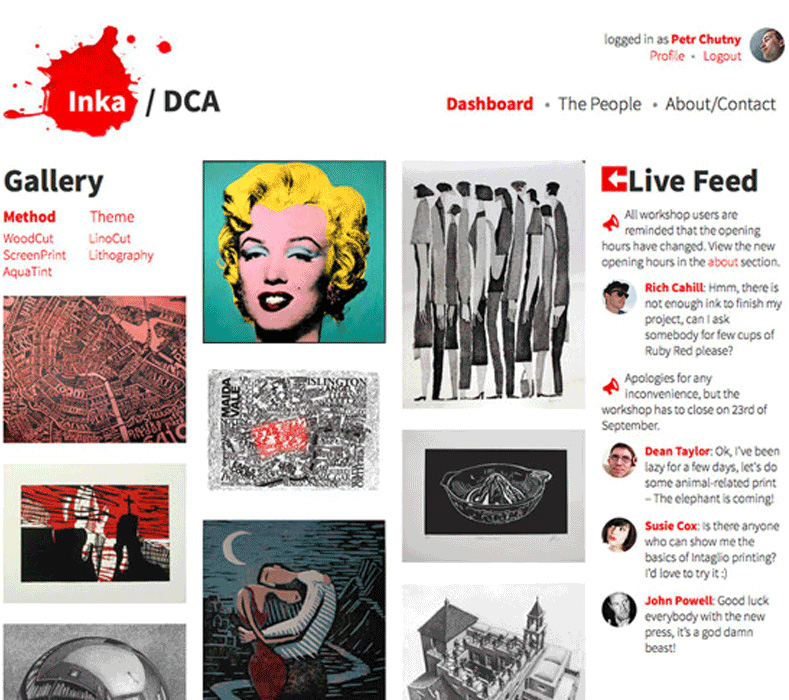 logged in as Petr Chutny
Profile • Logout
Inka / DCA
Dashboard • The People • About/Contact
Gallery
Method Theme
WoodCut LinoCut
ScreenPrint Lithography
AquaTint
MAIDA
VALE
ISLINGTON
Live Feed
All workshop users are
reminded that the opening
hours have changed. View the new
opening hours in the about section.
Rich Cahill: Hmm, there is
not enough ink to finish my
project, can I ask
somebody for few cups of
Ruby Red please?
Apologies for any
inconvenience, but the
workshop has to close on 23rd of
September.
Dean Taylor: Ok, I've been
lazy for a few days, let's do
some animal-related print
– The elephant is coming!
Susie Cox: Is there anyone
who can show me the
basics of Intaglio printing?
I'd love to try it :)
John Powell: Good luck
everybody with the new
press, it's a god damn
beast!